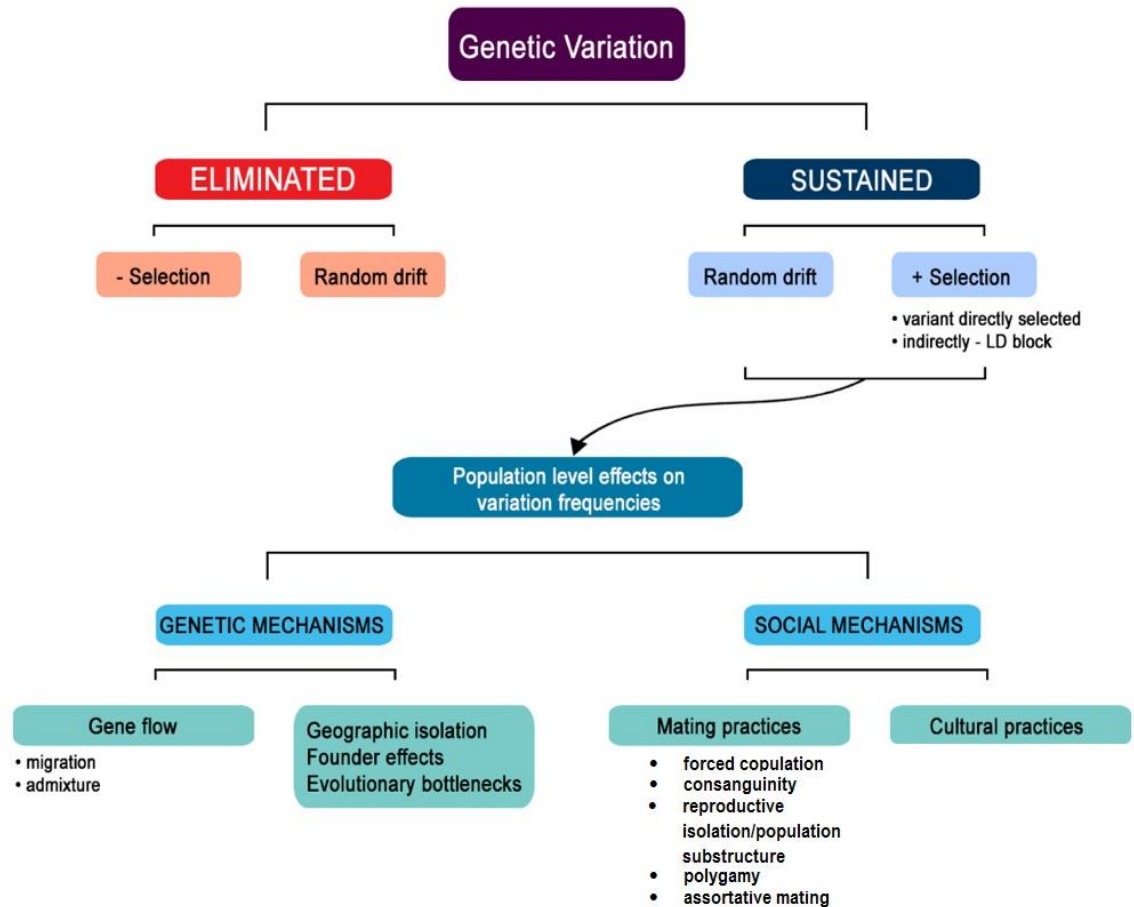 Genetic Variation
ELIMINATED
SUSTAINED
- Selection
Random drift
Random drift
+ Selection
• variant directly selected
• indirectly - LD block
Population level effects on
variation frequencies
GENETIC MECHANISMS
SOCIAL MECHANISMS
Gene flow
• migration
• admixture
Geographic isolation
Founder effects
Evolutionary bottlenecks
Mating practices
• forced copulation
• consanguinity
• reproductive
isolation/population
substructure
• polygamy
• assortative mating
Cultural practices